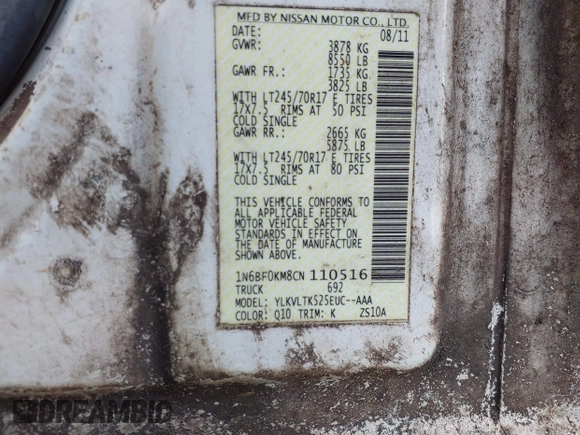 MFD BY NISSAN MOTOR CO., LTD.
DATE: 08/11
GVWR: 3878 KG
8550 LB
GAWR FR.: 1735 KG
3825 LB
WITH LT245/70R17 E TIRES
17X7.5 RIMS AT 50 PSI
COLD SINGLE
GAWR RR.: 2665 KG
5875 LB
WITH LT245/70R17 E TIRES
17X7.5 RIMS AT 80 PSI
COLD SINGLE
THIS VEHICLE CONFORMS TO
ALL APPLICABLE FEDERAL
MOTOR VEHICLE SAFETY
STANDARDS IN EFFECT ON
THE DATE OF MANUFACTURE
SHOWN ABOVE.
1N6BF0KM8CN 110516
TRUCK 692
MODEL: YLKVLTK525EUC--AAA
COLOR: Q10 TRIM: K ZS10A
DREAMBID